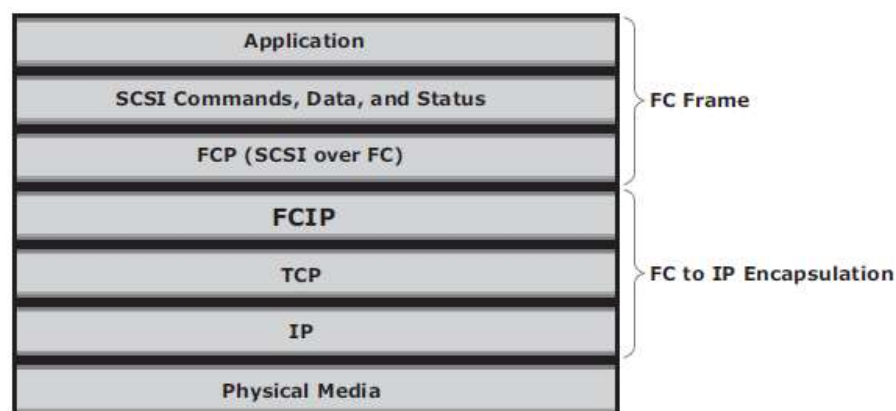 Application
SCSI Commands, Data, and Status
FC Frame
FCP (SCSI over FC)
FCIP
TCP
FC to IP Encapsulation
IP
Physical Media